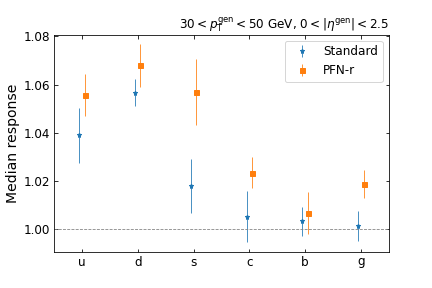 30 < p_T^gen < 50 GeV, 0 < |η^gen| < 2.5
Standard
PFN-r
Median response
1.08
1.06
1.04
1.02
1.00
u d s c b g